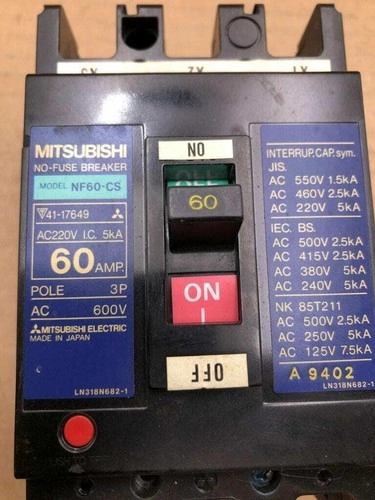 MITSUBISHI
NO-FUSE BREAKER
MODEL NF60-CS
41-17649
AC220V I.C. 5kA
60 AMP.
POLE 3P
AC 600V
MITSUBISHI ELECTRIC
MADE IN JAPAN
LN318N682-1
ON
60
ON
I
OFF
INTERRUP.CAP.sym.
JIS.
AC 550V 1.5kA
AC 460V 2.5kA
AC 220V 5kA
IEC. BS.
AC 500V 2.5kA
AC 415V 2.5kA
AC 380V 5kA
AC 240V 5kA
NK 85T211
AC 500V 2.5kA
AC 250V 5kA
AC 125V 7.5kA
A 9402
LN318N682-1